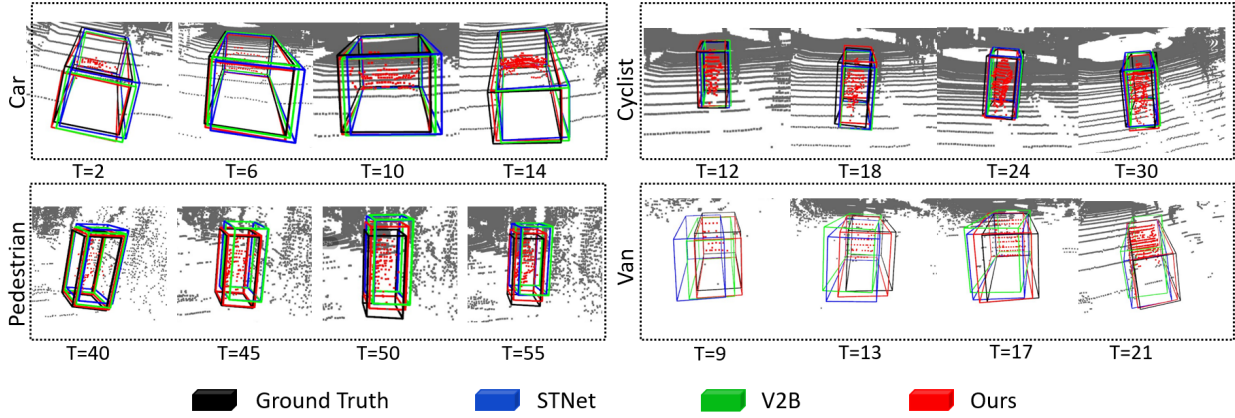 Car
T=2 T=6 T=10 T=14
Cyclist
T=12 T=18 T=24 T=30
Pedestrian
T=40 T=45 T=50 T=55
Van
T=9 T=13 T=17 T=21
Ground Truth STNet V2B Ours